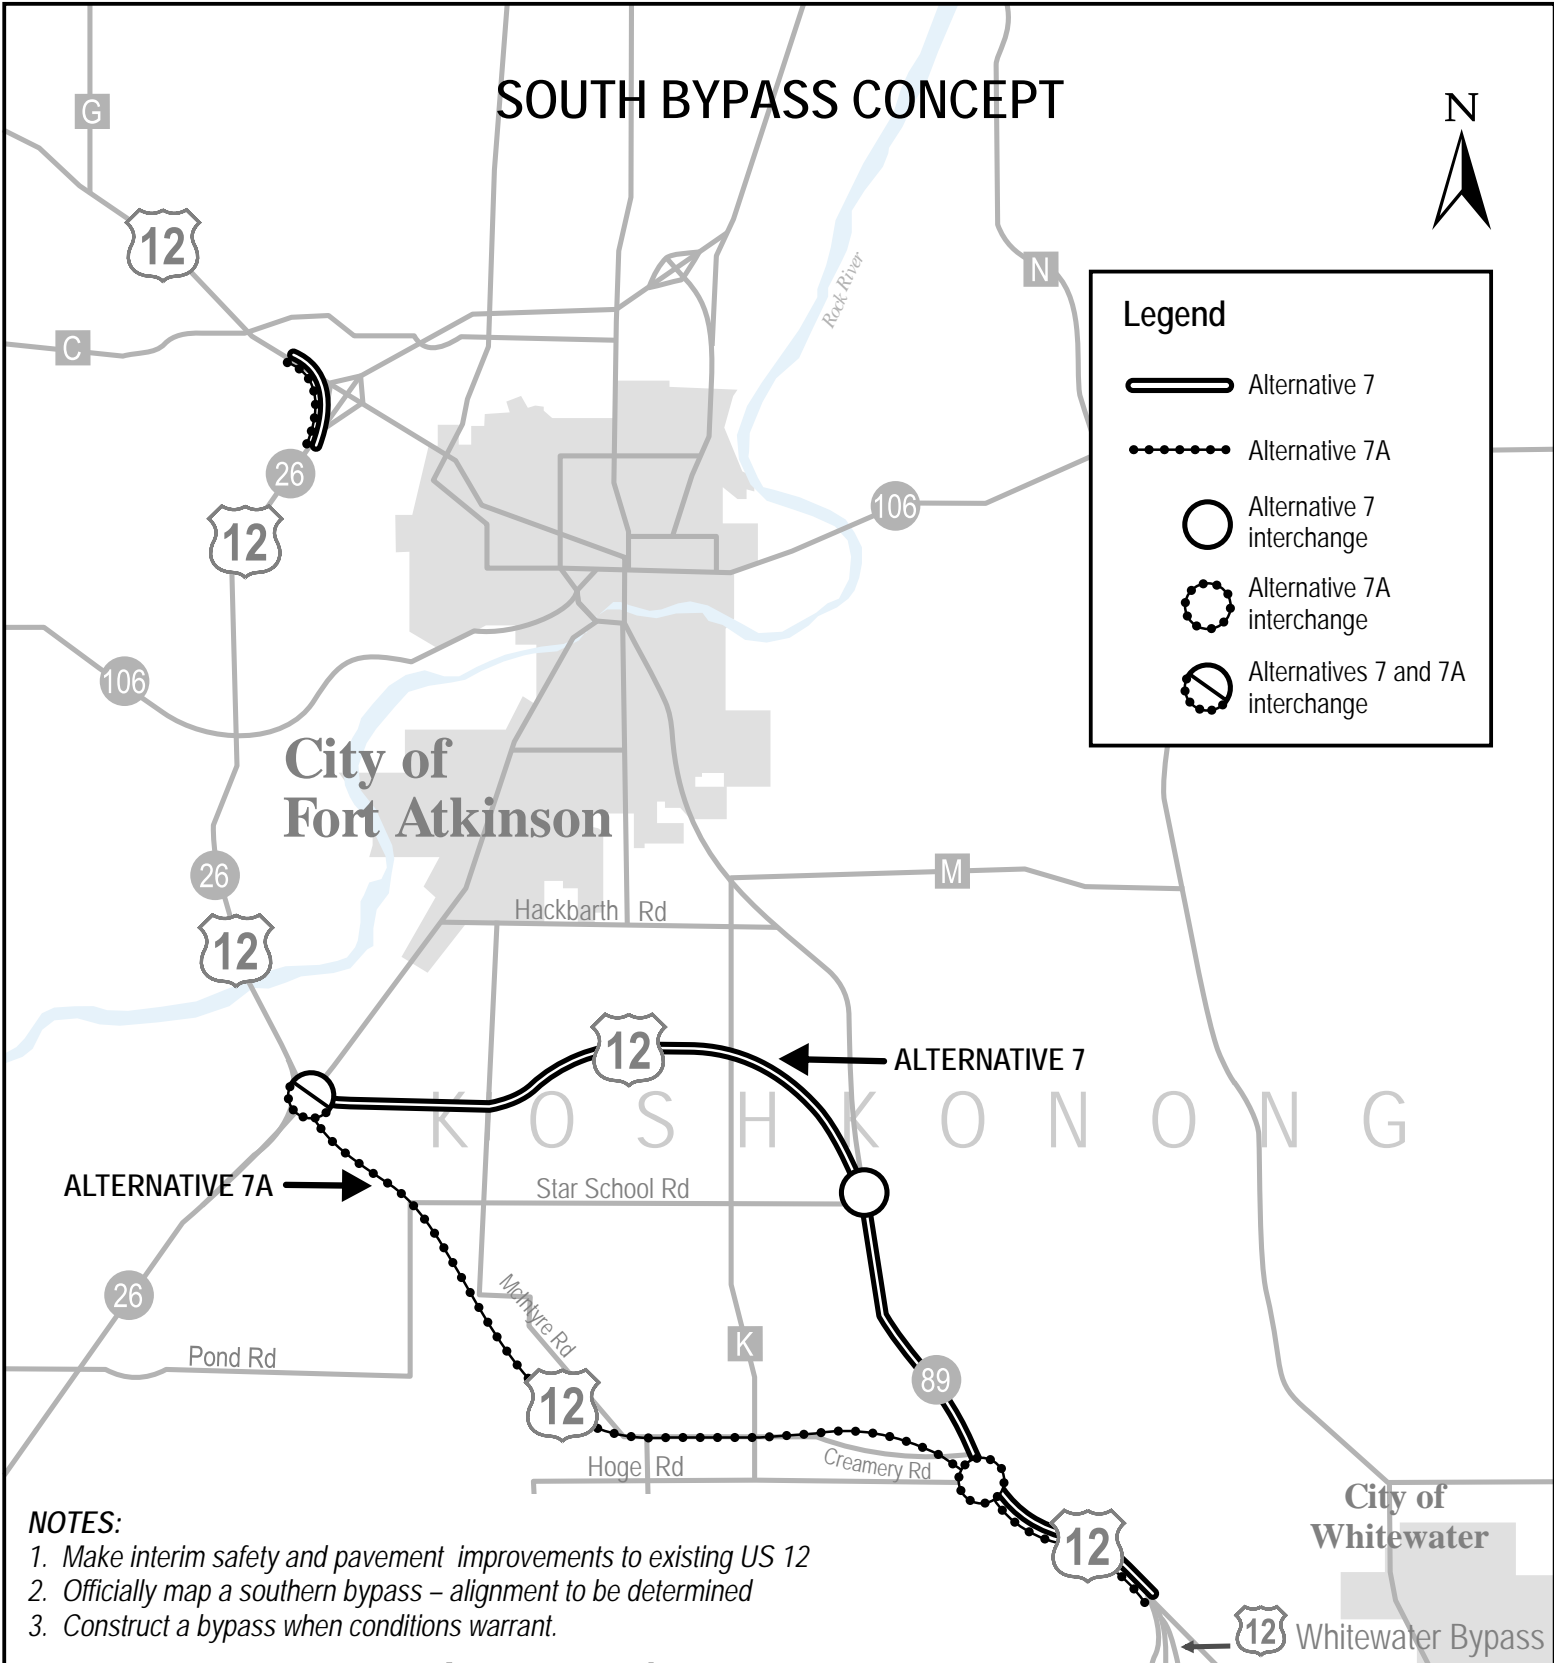 SOUTH BYPASS CONCEPT
N
G
12
N
Rock River
C
Legend
Alternative 7
Alternative 7A
Alternative 7
interchange
Alternative 7A
interchange
Alternatives 7 and 7A
interchange
26
12
106
106
City of
Fort Atkinson
26
M
Hackbarth Rd
12
12
ALTERNATIVE 7
KOSHKONONG
ALTERNATIVE 7A
Star School Rd
26
McIntyre Rd
K
Pond Rd
89
12
Hoge Rd
Creamery Rd
City of
Whitewater
12
NOTES:
1. Make interim safety and pavement improvements to existing US 12
2. Officially map a southern bypass – alignment to be determined
3. Construct a bypass when conditions warrant.
12 Whitewater Bypass